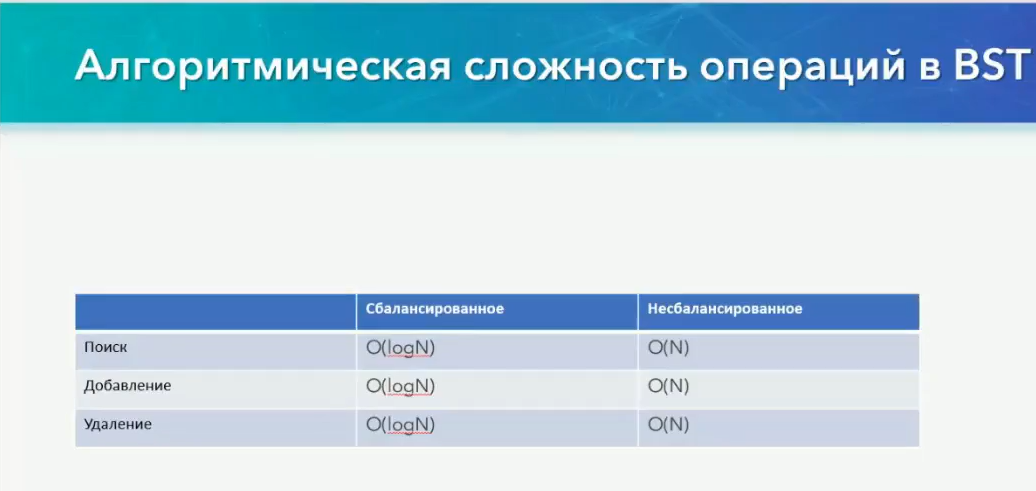 Алгоритмическая сложность операций в BST
Сбалансированное Несбалансированное
Поиск O(logN) O(N)
Добавление O(logN) O(N)
Удаление O(logN) O(N)